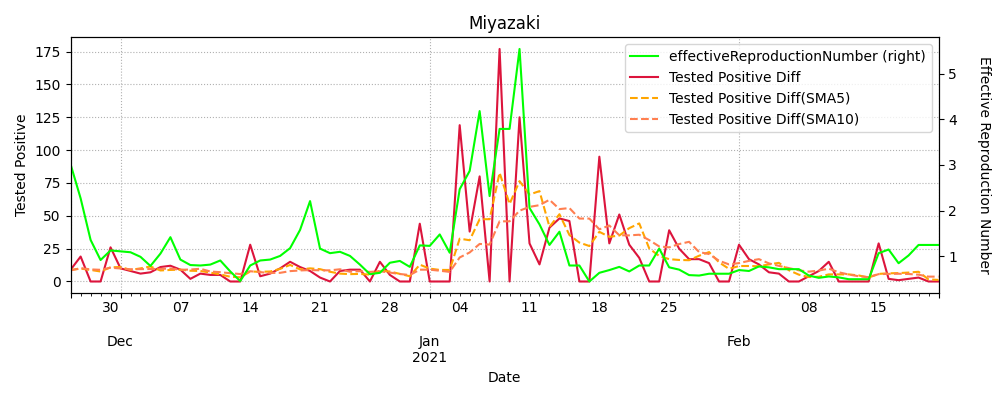 Miyazaki
effectiveReproductionNumber (right)
Tested Positive Diff
Tested Positive Diff(SMA5)
Tested Positive Diff(SMA10)
Tested Positive
175
150
125
100
75
50
25
0
5
4
3
2
1
Effective Reproduction Number
30 07 14 21 28 04 11 18 25 08 15
Dec Jan Feb
2021
Date